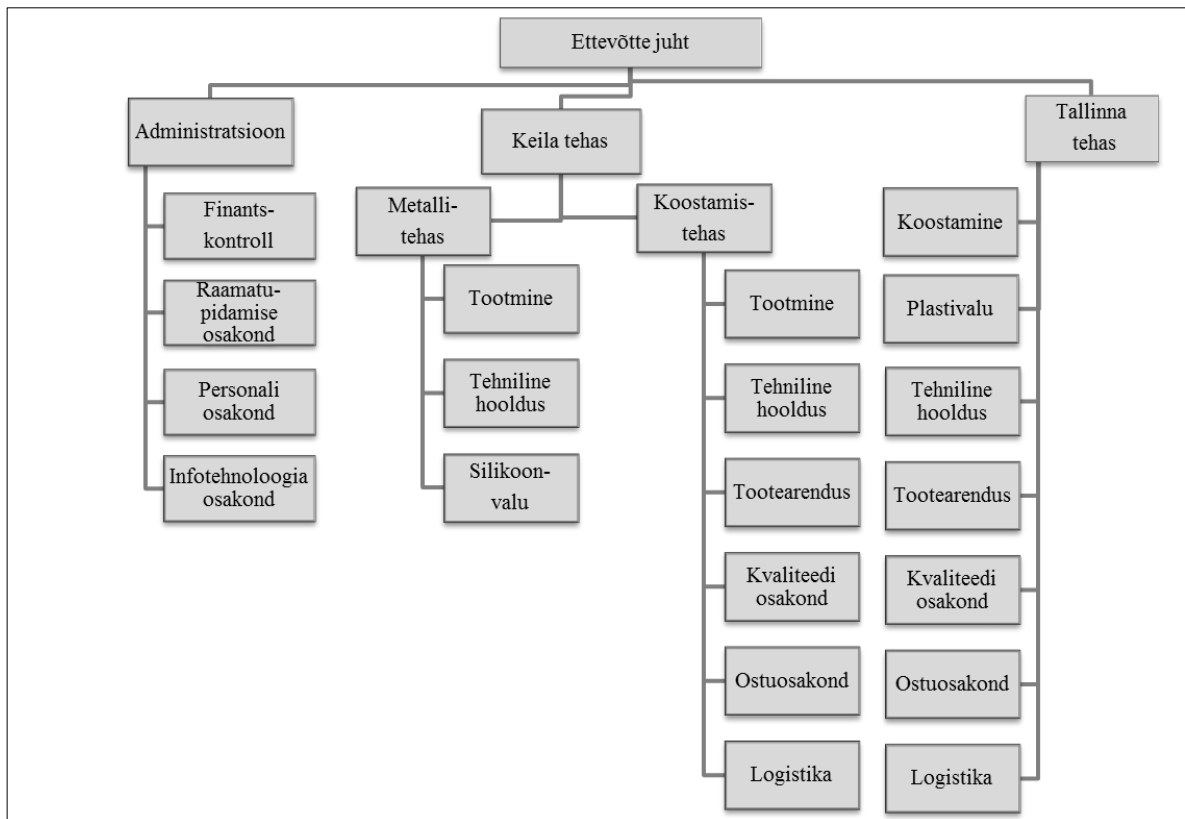 Ettevõtte juht
Administratsioon
Finants-
kontroll
Raamatu-
pidamise
osakond
Personali
osakond
Infotehnoloogia
osakond
Keila tehas
Metalli-
tehas
Tootmine
Tehniline
hooldus
Silikoon-
valu
Koostamis-
tehas
Tootmine
Tehniline
hooldus
Tootearendus
Kvaliteedi
osakond
Ostuosakond
Logistika
Tallinna
tehas
Koostamine
Plastivalu
Tehniline
hooldus
Tootearendus
Kvaliteedi
osakond
Ostuosakond
Logistika